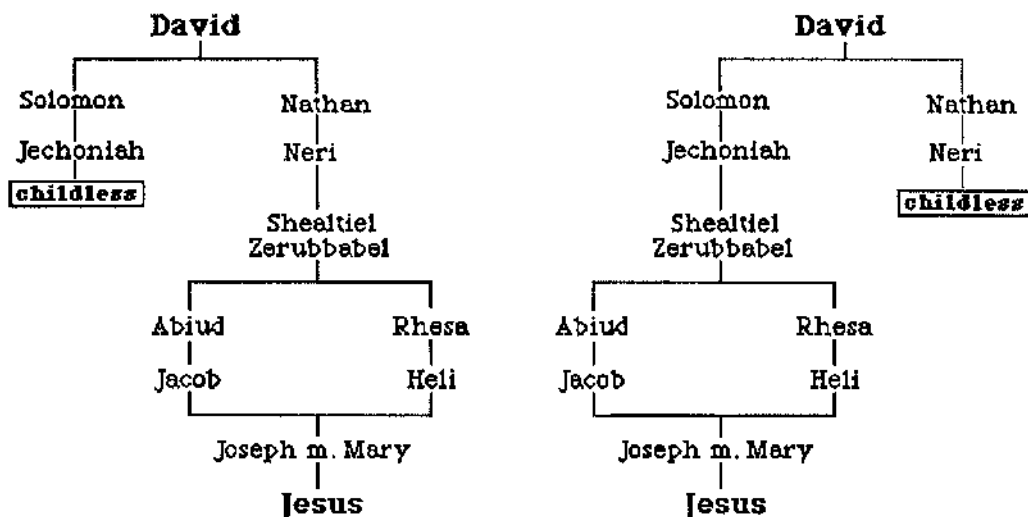 David
Solomon Nathan
Jechoniah Neri
childless
Shealtiel
Zerubbabel
Abiud Rhesa
Jacob Heli
Joseph m. Mary
Jesus
David
Solomon Nathan
Jechoniah Neri
childless
Shealtiel
Zerubbabel
Abiud Rhesa
Jacob Heli
Joseph m. Mary
Jesus